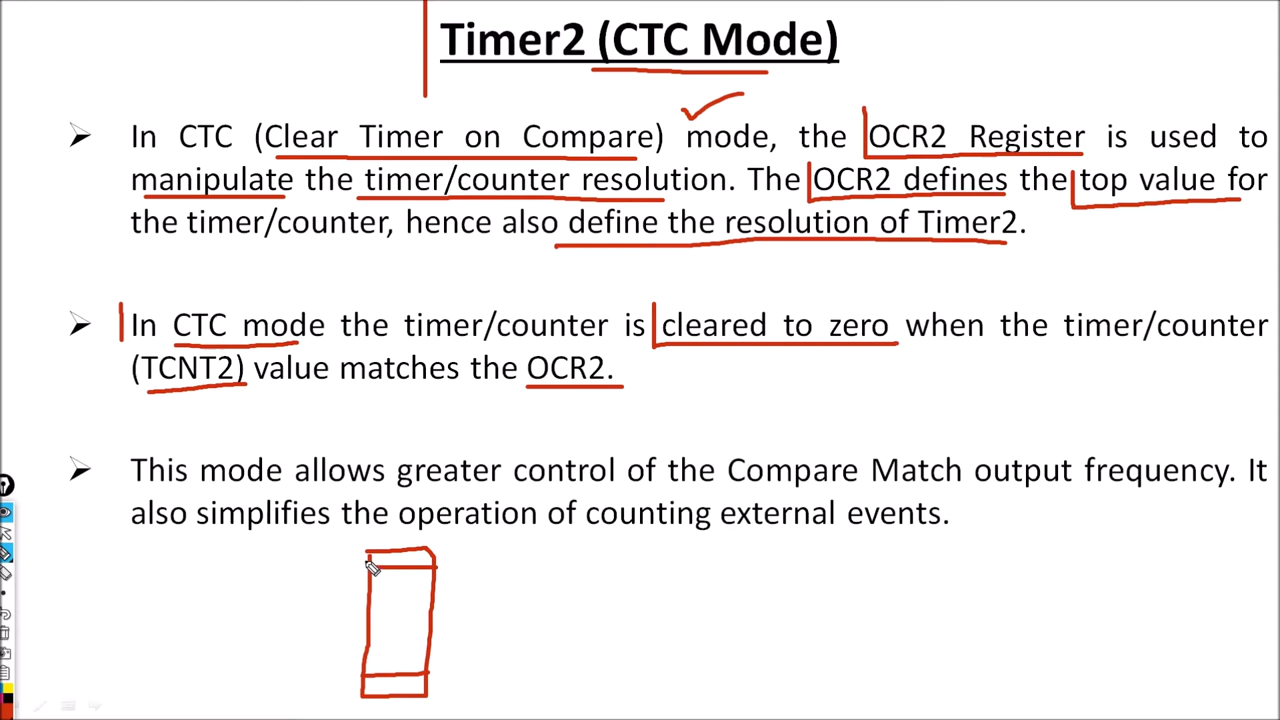 Timer2 (CTC Mode)
➢ In CTC (Clear Timer on Compare) mode, the OCR2 Register is used to
manipulate the timer/counter resolution. The OCR2 defines the top value for
the timer/counter, hence also define the resolution of Timer2.
➢ In CTC mode the timer/counter is cleared to zero when the timer/counter
(TCNT2) value matches the OCR2.
➢ This mode allows greater control of the Compare Match output frequency. It
also simplifies the operation of counting external events.